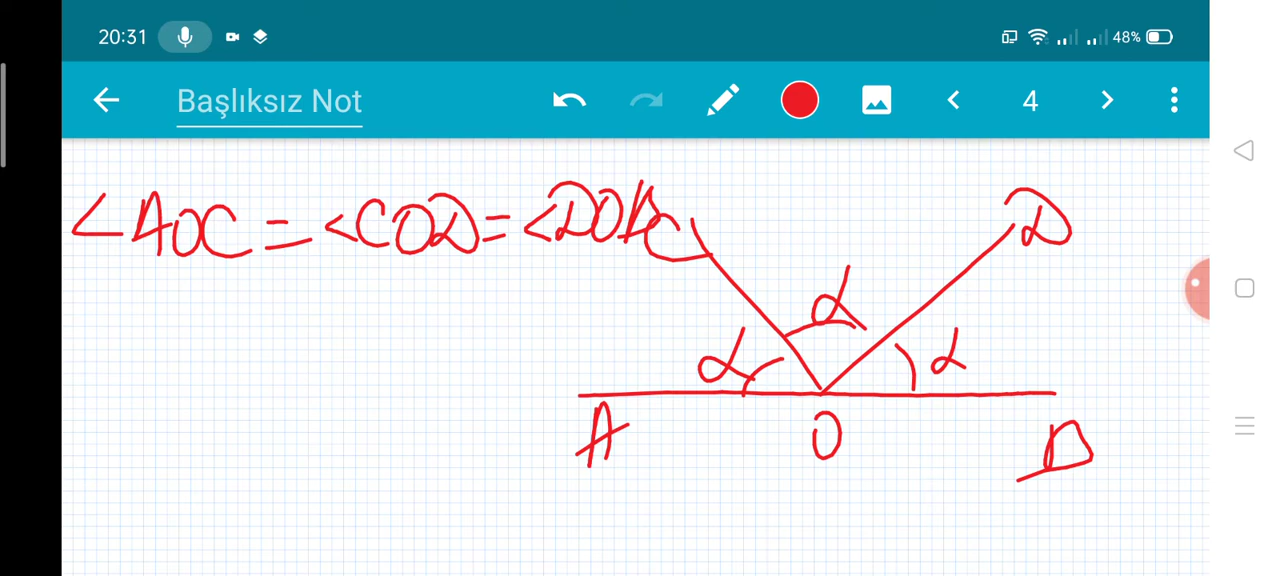 20:31 48%
Başlıksız Not 4
<AOC = <COD = <DOB
C D
α α α
A O